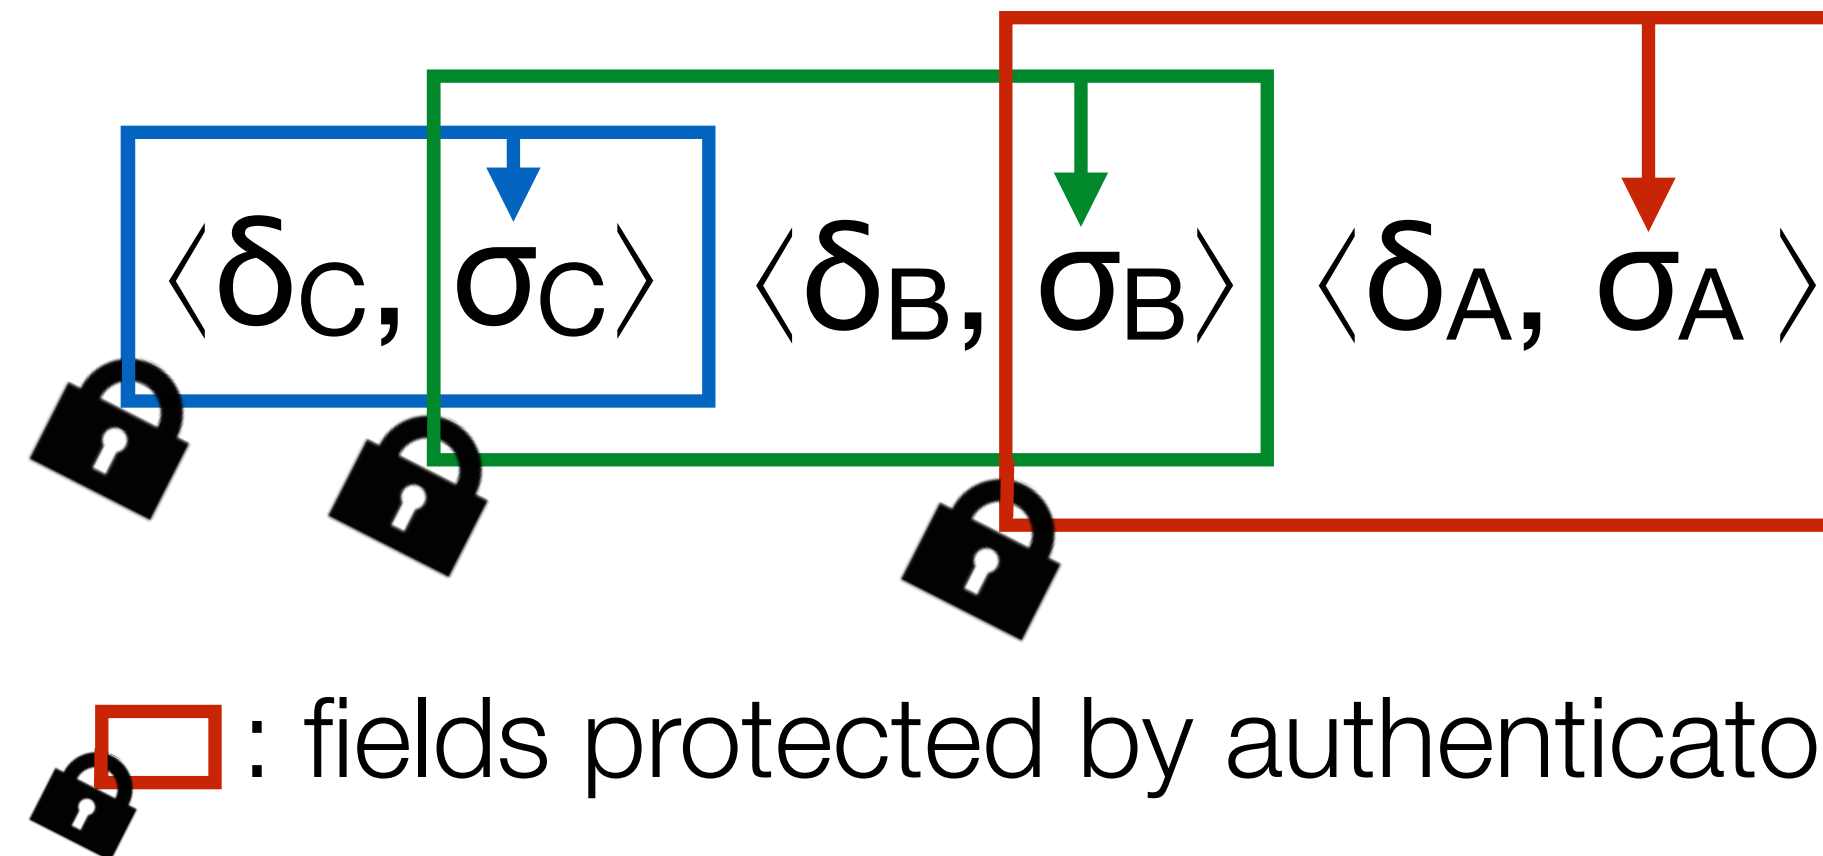 ⟨δC, σC⟩ ⟨δB, σB⟩ ⟨δA, σA ⟩
: fields protected by authenticato